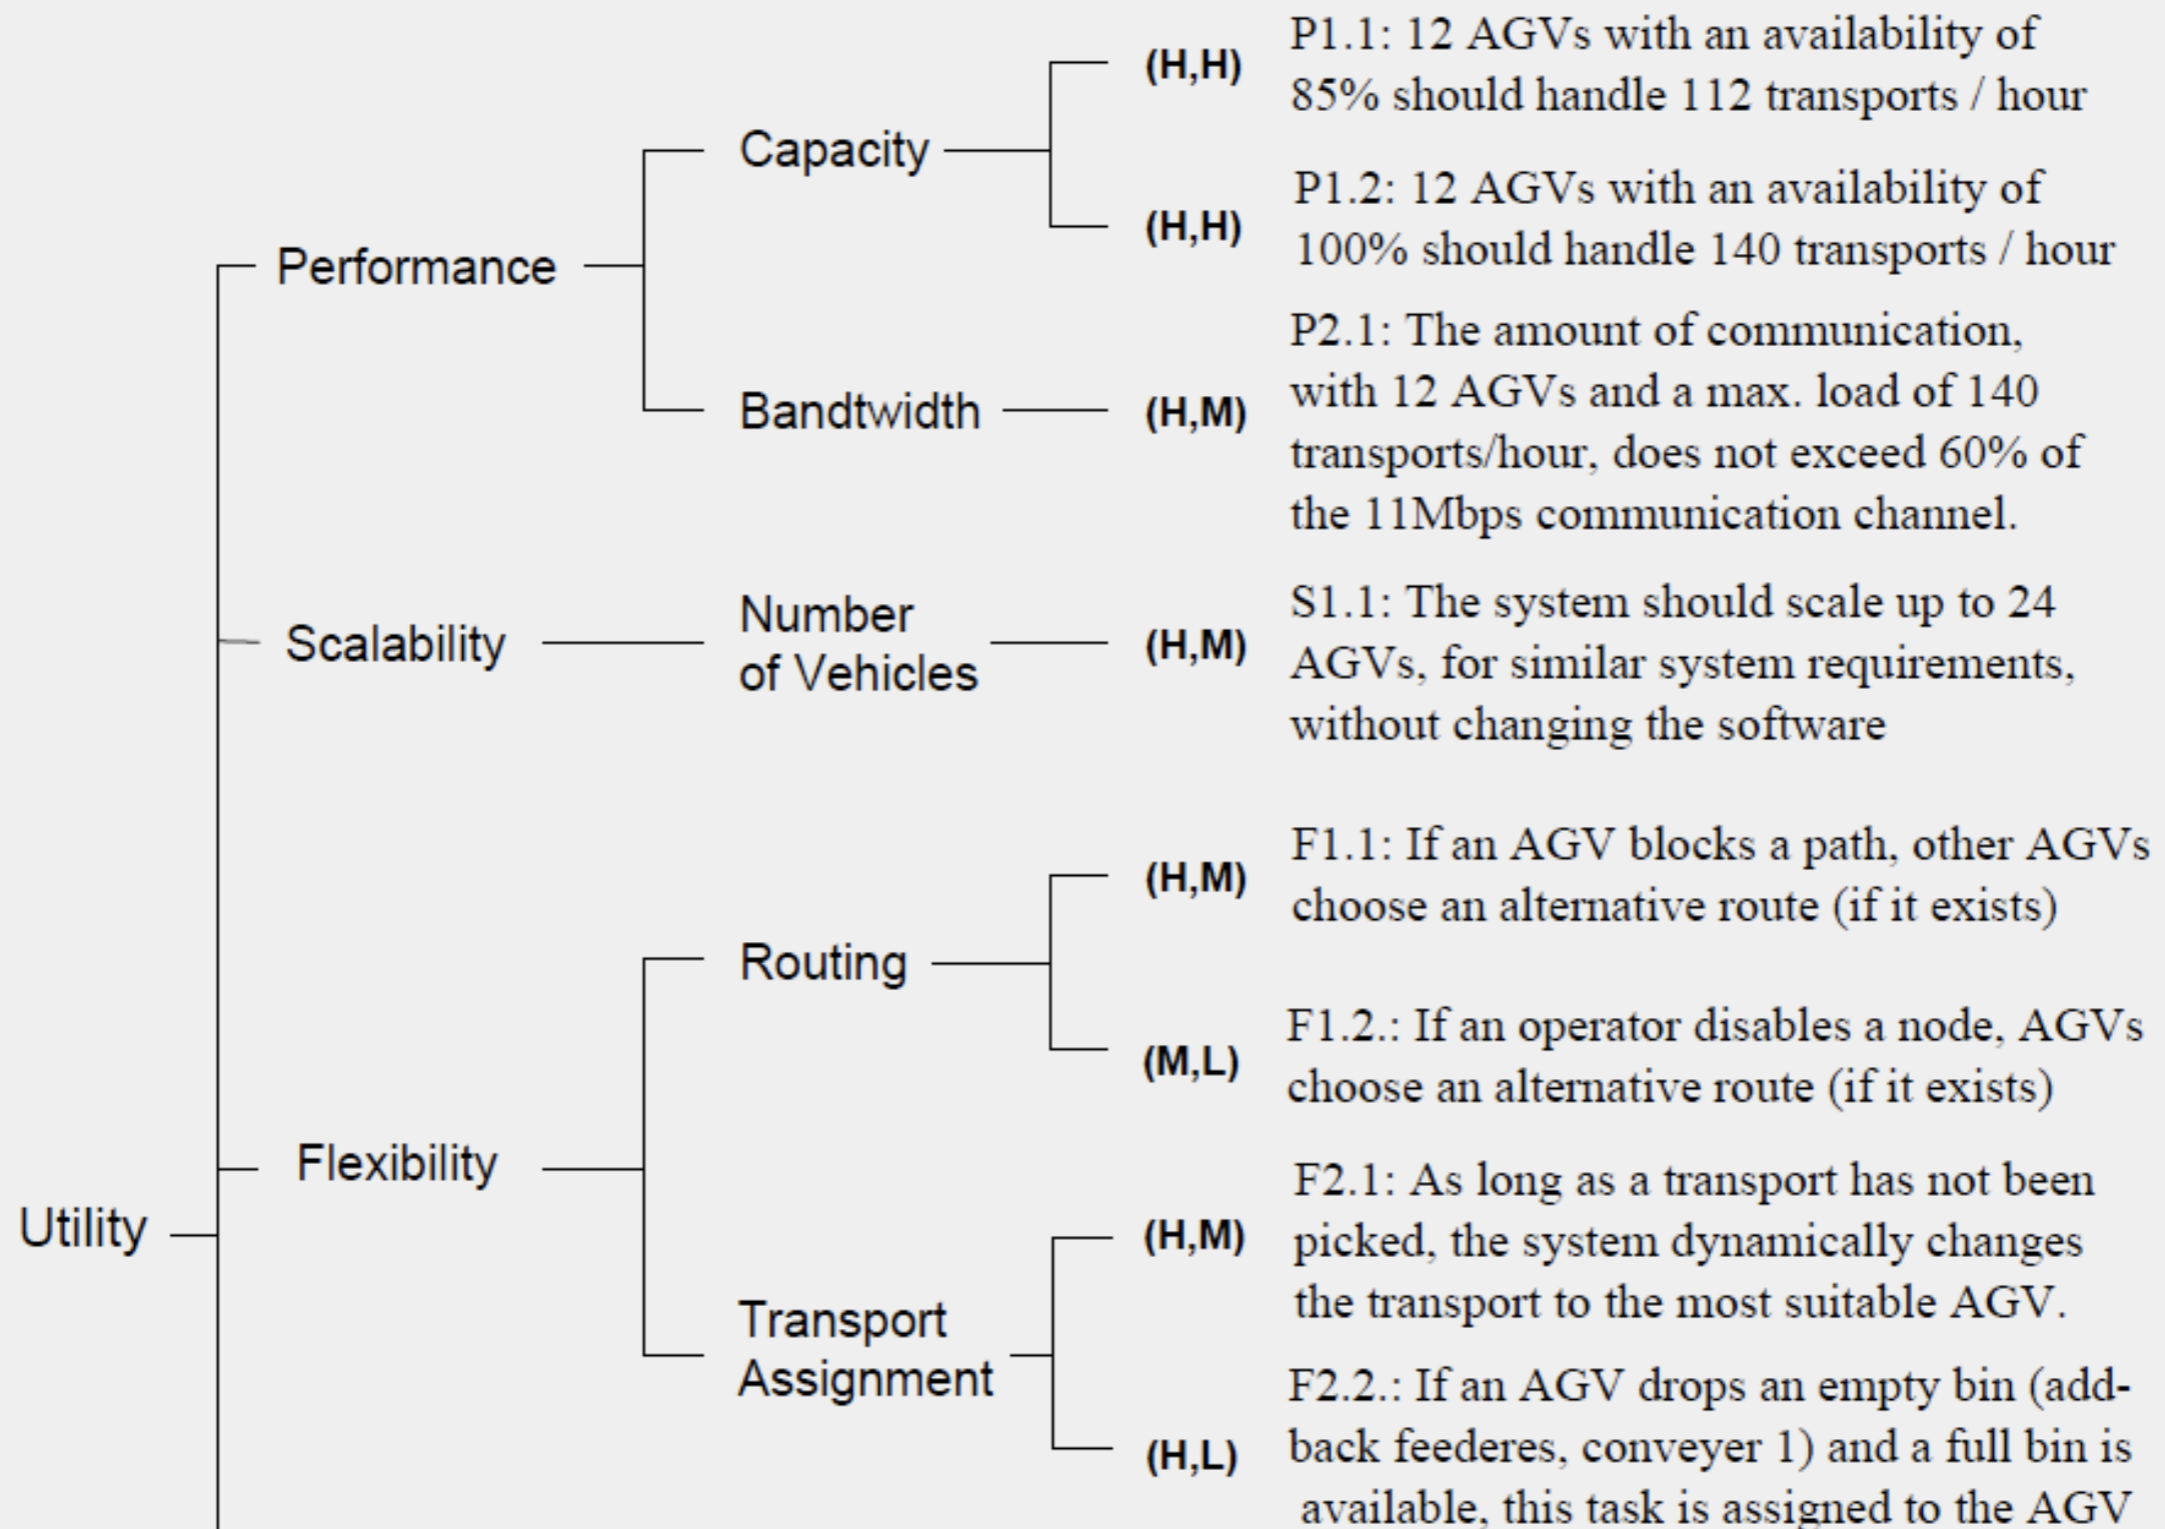 Utility
Performance
Capacity
(H,H)
P1.1: 12 AGVs with an availability of
85% should handle 112 transports / hour
(H,H)
P1.2: 12 AGVs with an availability of
100% should handle 140 transports / hour
Bandtwidth
(H,M)
P2.1: The amount of communication,
with 12 AGVs and a max. load of 140
transports/hour, does not exceed 60% of
the 11Mbps communication channel.
Scalability
Number
of Vehicles
(H,M)
S1.1: The system should scale up to 24
AGVs, for similar system requirements,
without changing the software
Flexibility
Routing
(H,M)
F1.1: If an AGV blocks a path, other AGVs
choose an alternative route (if it exists)
(M,L)
F1.2.: If an operator disables a node, AGVs
choose an alternative route (if it exists)
Transport
Assignment
(H,M)
F2.1: As long as a transport has not been
picked, the system dynamically changes
the transport to the most suitable AGV.
(H,L)
F2.2.: If an AGV drops an empty bin (add-
back feederes, conveyer 1) and a full bin is
available, this task is assigned to the AGV